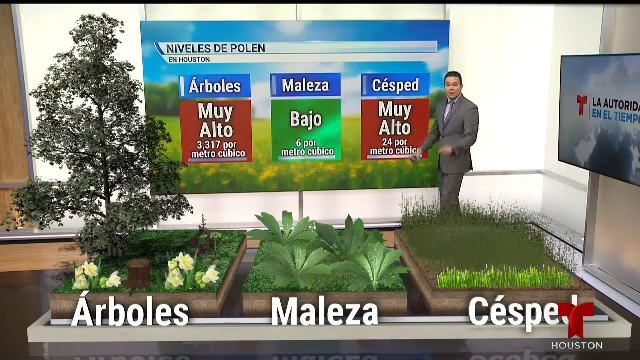 NIVELES DE POLEN
EN HOUSTON
Árboles
Maleza
Césped
Muy
Alto
3,317 por
metro cúbico
Bajo
6 por
metro cúbico
Muy
Alto
24 por
metro cúbico
LA AUTORIDA
EN EL TIEMPO
Árboles
Maleza
Césped
HOUSTON